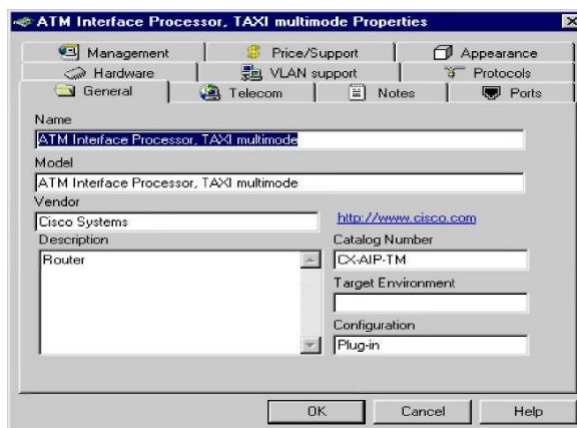 ATM Interface Processor, TAXI multimode Properties
Management
Price/Support
Appearance
Hardware
VLAN support
Protocols
General
Telecom
Notes
Ports
Name
ATM Interface Processor, TAXI multimode
Model
ATM Interface Processor, TAXI multimode
Vendor
Cisco Systems
http://www.cisco.com
Description
Router
Catalog Number
CX-AIP-TM
Target Environment
Configuration
Plug-in
OK
Cancel
Help